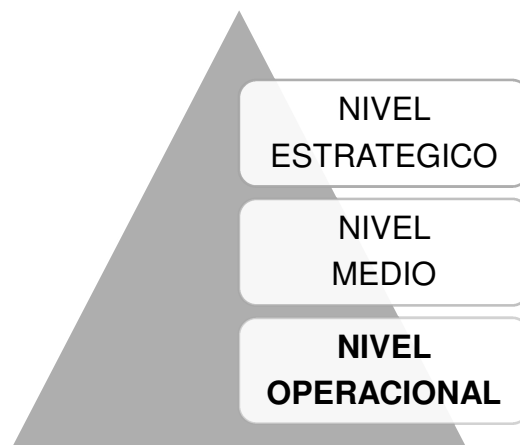 NIVEL
ESTRATEGICO
NIVEL
MEDIO
NIVEL
OPERACIONAL